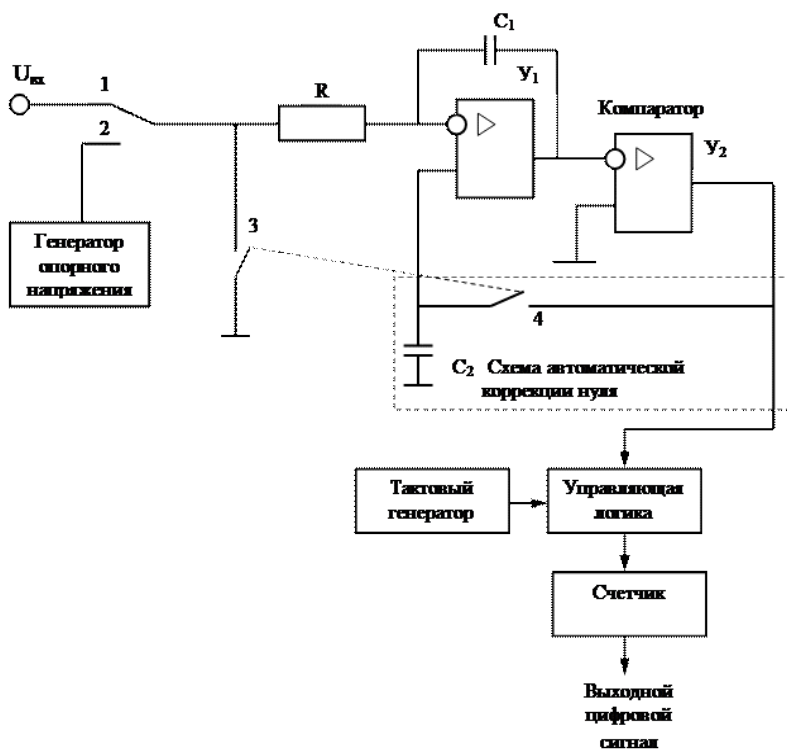 C₁
У₁
Uвх
1
R
Компаратор
2
У₂
3
Генератор
опорного
напряжения
4
C₂ Схема автоматической
коррекции нуля
Тактовый
генератор
Управляющая
логика
Счетчик
Выходной
цифровой
сигнал